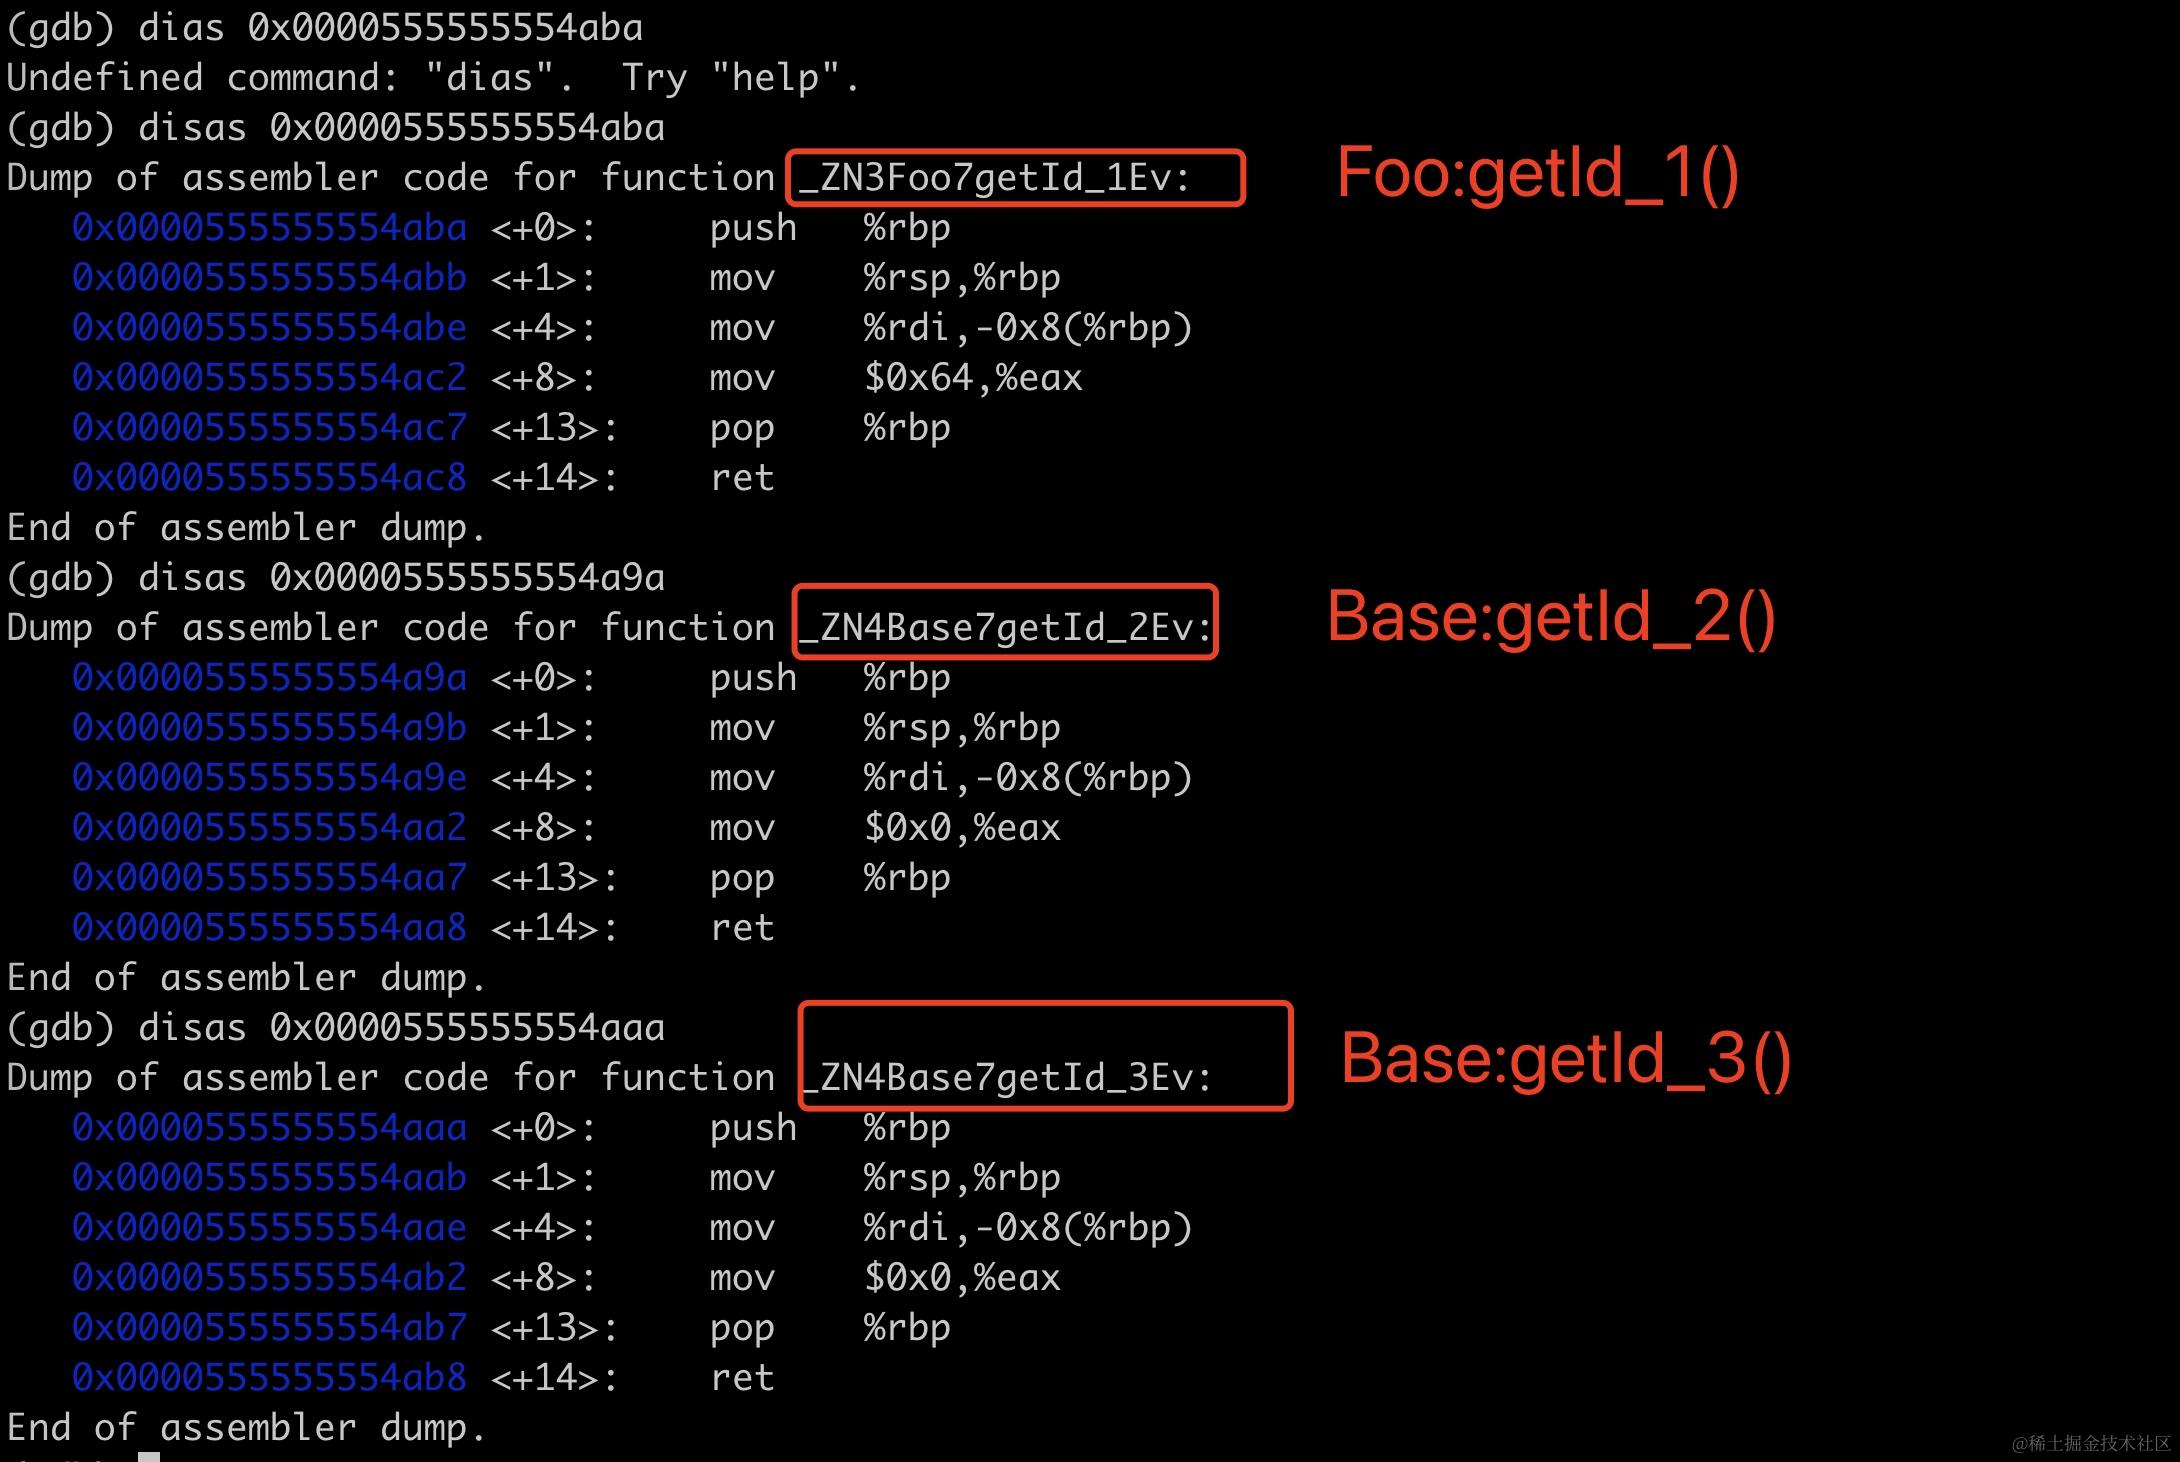 (gdb) dias 0x0000555555554aba
Undefined command: "dias".  Try "help".
(gdb) disas 0x0000555555554aba
Dump of assembler code for function _ZN3Foo7getId_1Ev: Foo:getId_1()
0x0000555555554aba <+0>: push %rbp
0x0000555555554abb <+1>: mov %rsp,%rbp
0x0000555555554abe <+4>: mov %rdi,-0x8(%rbp)
0x0000555555554ac2 <+8>: mov $0x64,%eax
0x0000555555554ac7 <+13>: pop %rbp
0x0000555555554ac8 <+14>: ret
End of assembler dump.
(gdb) disas 0x0000555555554a9a
Dump of assembler code for function _ZN4Base7getId_2Ev: Base:getId_2()
0x0000555555554a9a <+0>: push %rbp
0x0000555555554a9b <+1>: mov %rsp,%rbp
0x0000555555554a9e <+4>: mov %rdi,-0x8(%rbp)
0x0000555555554aa2 <+8>: mov $0x0,%eax
0x0000555555554aa7 <+13>: pop %rbp
0x0000555555554aa8 <+14>: ret
End of assembler dump.
(gdb) disas 0x0000555555554aaa
Dump of assembler code for function _ZN4Base7getId_3Ev: Base:getId_3()
0x0000555555554aaa <+0>: push %rbp
0x0000555555554aab <+1>: mov %rsp,%rbp
0x0000555555554aae <+4>: mov %rdi,-0x8(%rbp)
0x0000555555554ab2 <+8>: mov $0x0,%eax
0x0000555555554ab7 <+13>: pop %rbp
0x0000555555554ab8 <+14>: ret
End of assembler dump.
@稀土掘金技术社区